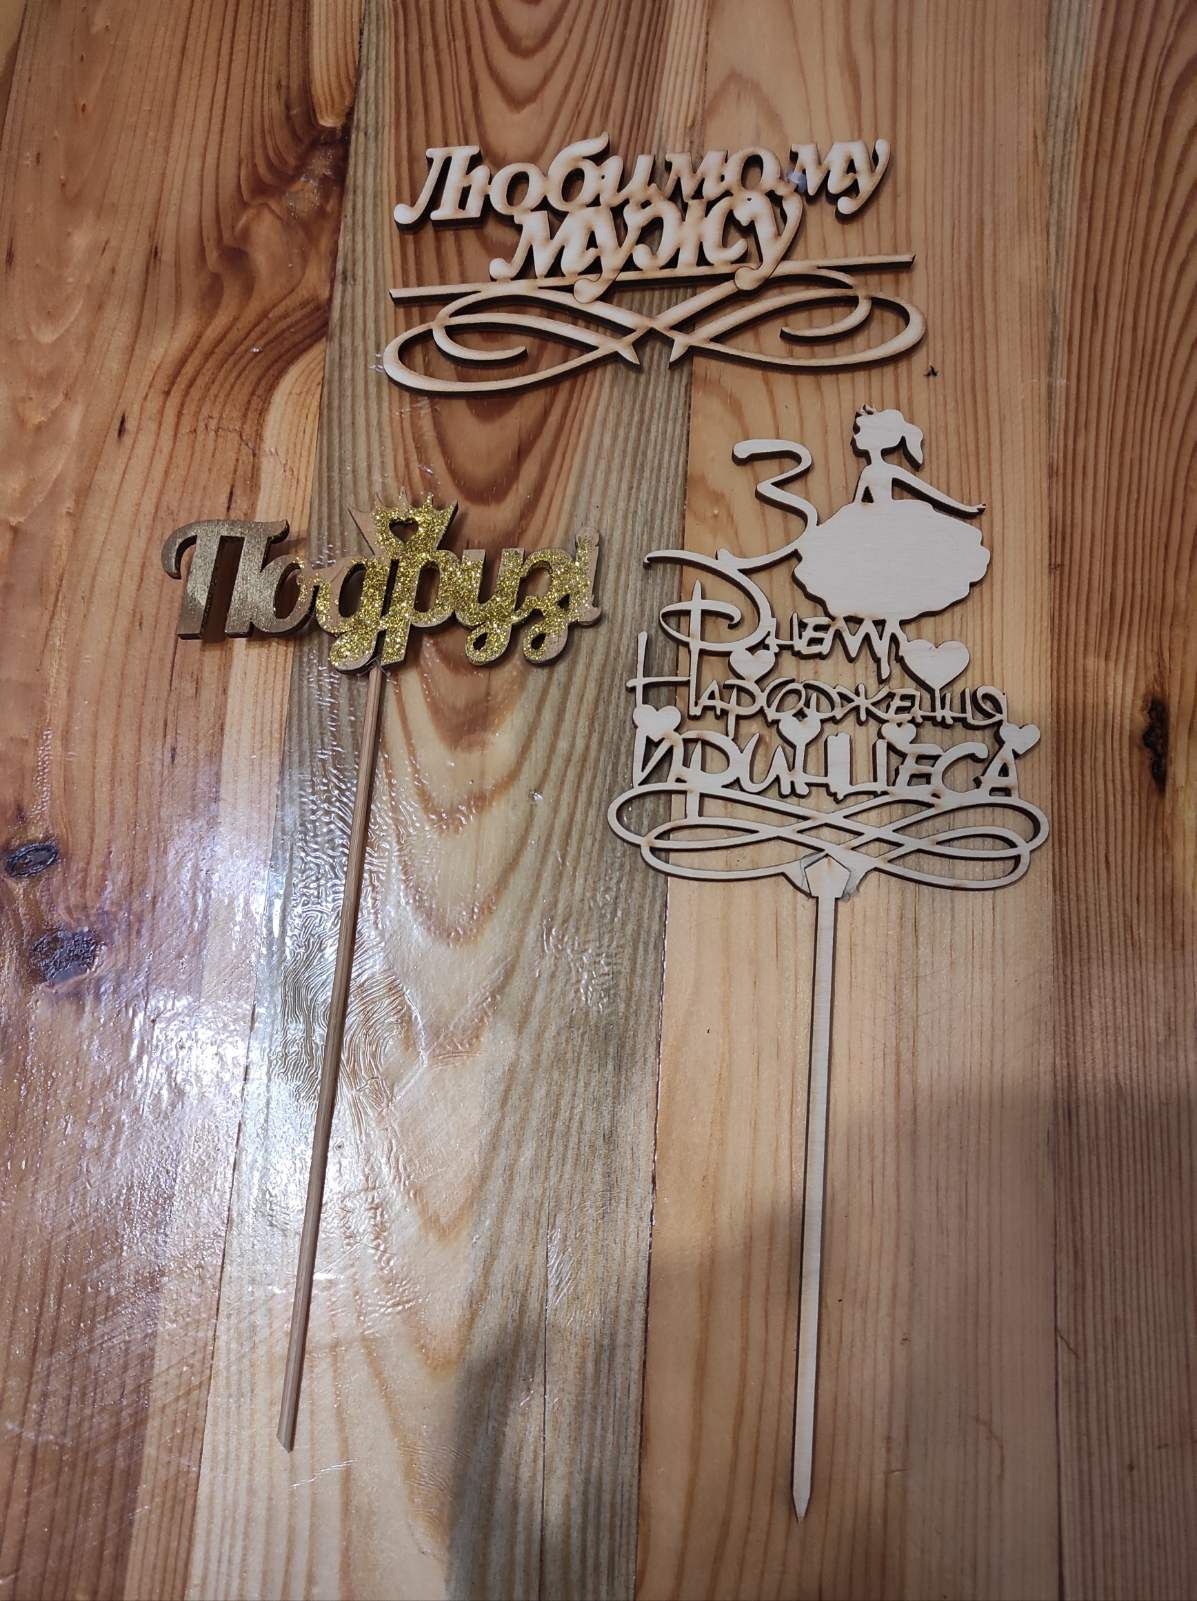 Любимому
мужу
Подрузі
З
Днем
Народження
Принцеса